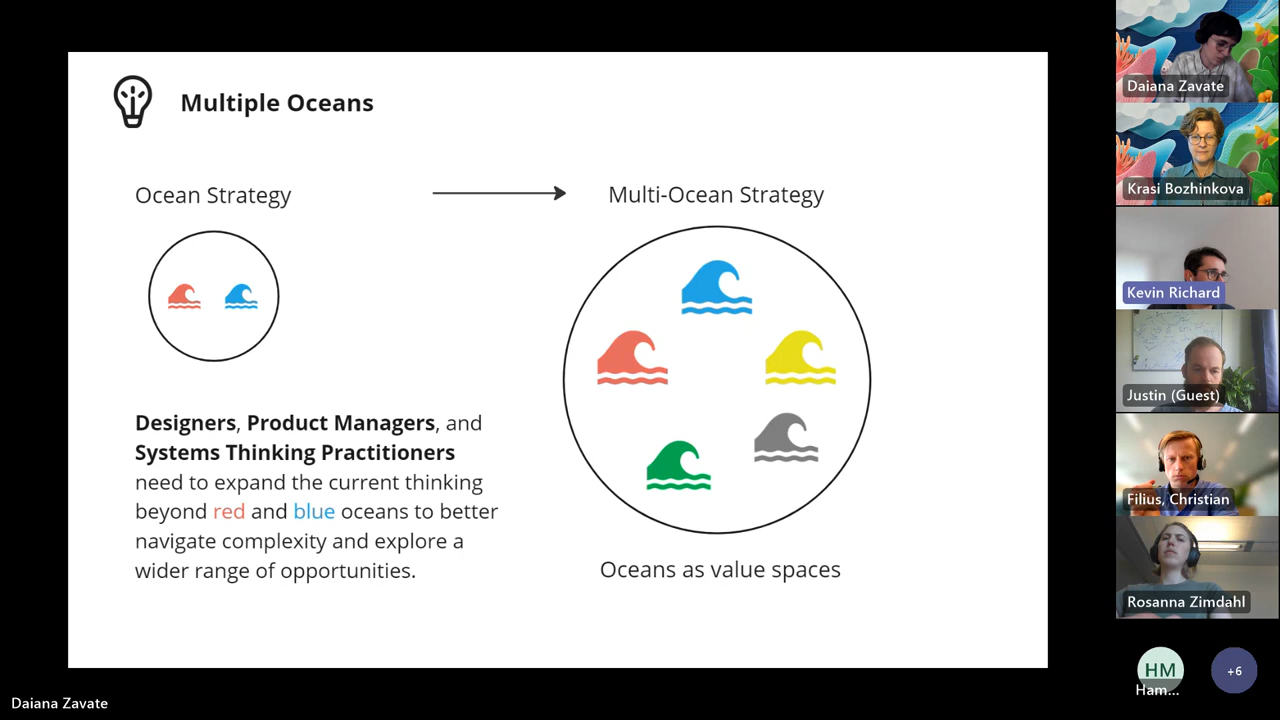 Multiple Oceans
Ocean Strategy
Multi-Ocean Strategy
Designers, Product Managers, and
Systems Thinking Practitioners
need to expand the current thinking
beyond red and blue oceans to better
navigate complexity and explore a
wider range of opportunities.
Oceans as value spaces
Daiana Zavate
Krasi Bozhinkova
Kevin Richard
Justin (Guest)
Filius, Christian
Rosanna Zimdahl
HM
Ham...
+6
Daiana Zavate